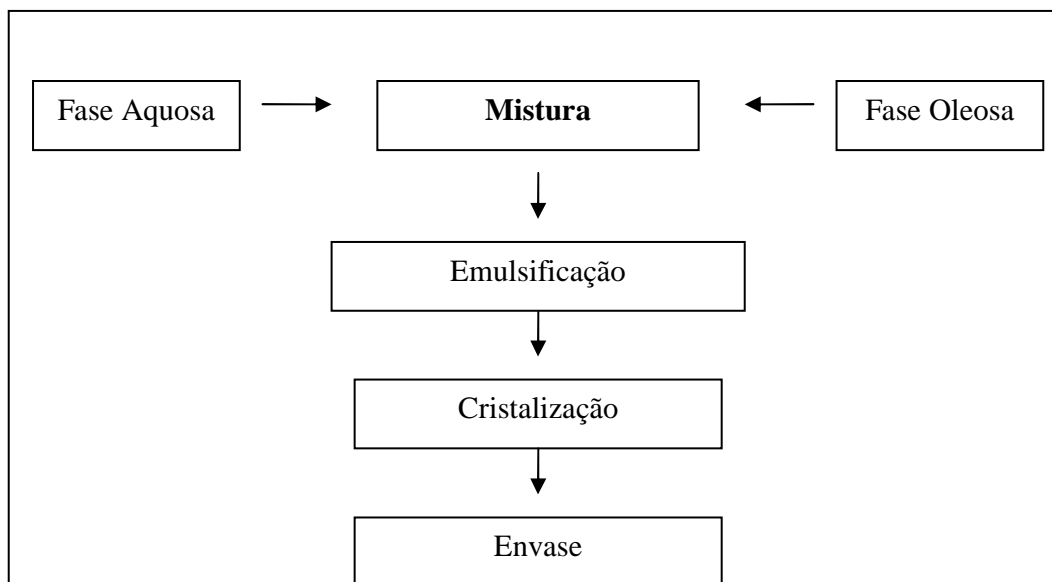 Fase Aquosa
Mistura
Fase Oleosa
Emulsificação
Cristalização
Envase